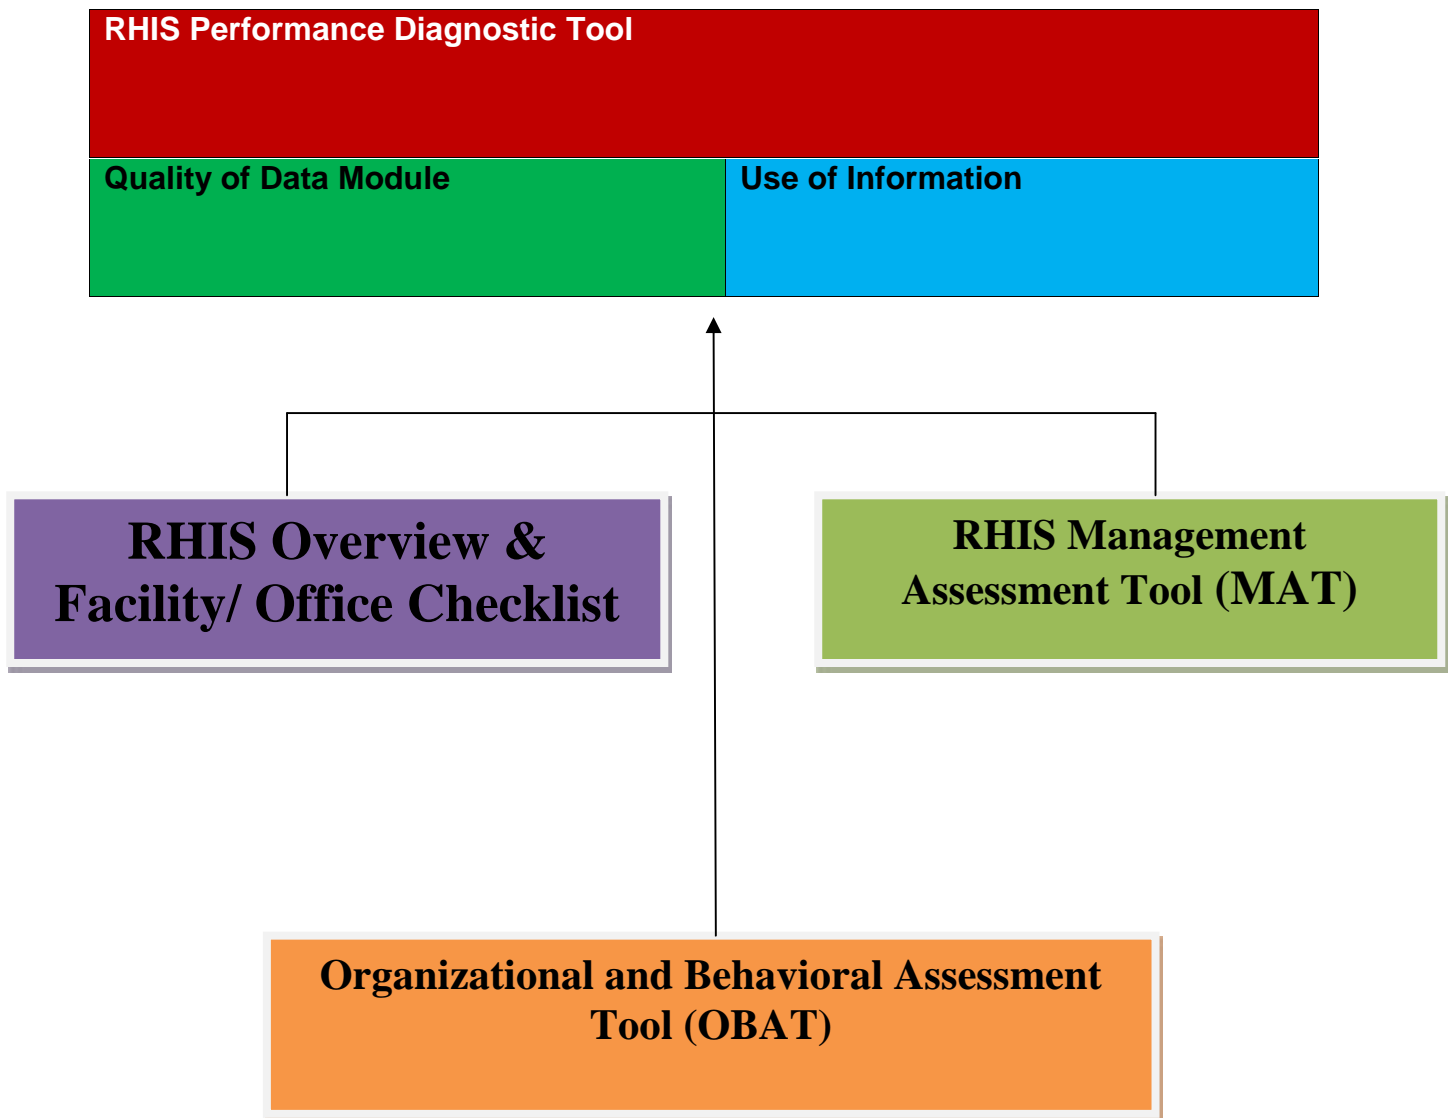 RHIS Performance Diagnostic Tool
Quality of Data Module
Use of Information
RHIS Overview &
Facility/ Office Checklist
RHIS Management
Assessment Tool (MAT)
Organizational and Behavioral Assessment
Tool (OBAT)